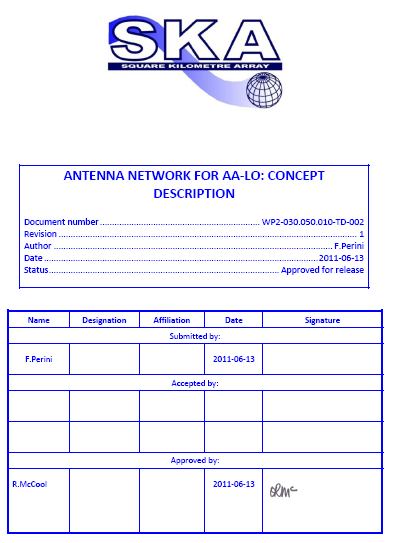 SKA
SQUARE KILOMETRE ARRAY
ANTENNA NETWORK FOR AA-LO: CONCEPT
DESCRIPTION
Document number ........................................................ WP2-030.050.010-TD-002
Revision ........................................................................................................ 1
Author ................................................................................................. F.Perini
Date ................................................................................................ 2011-06-13
Status ................................................................................ Approved for release
Name Designation Affiliation Date Signature
Submitted by:
F.Perini 2011-06-13
Accepted by:
Approved by:
R.McCool 2011-06-13